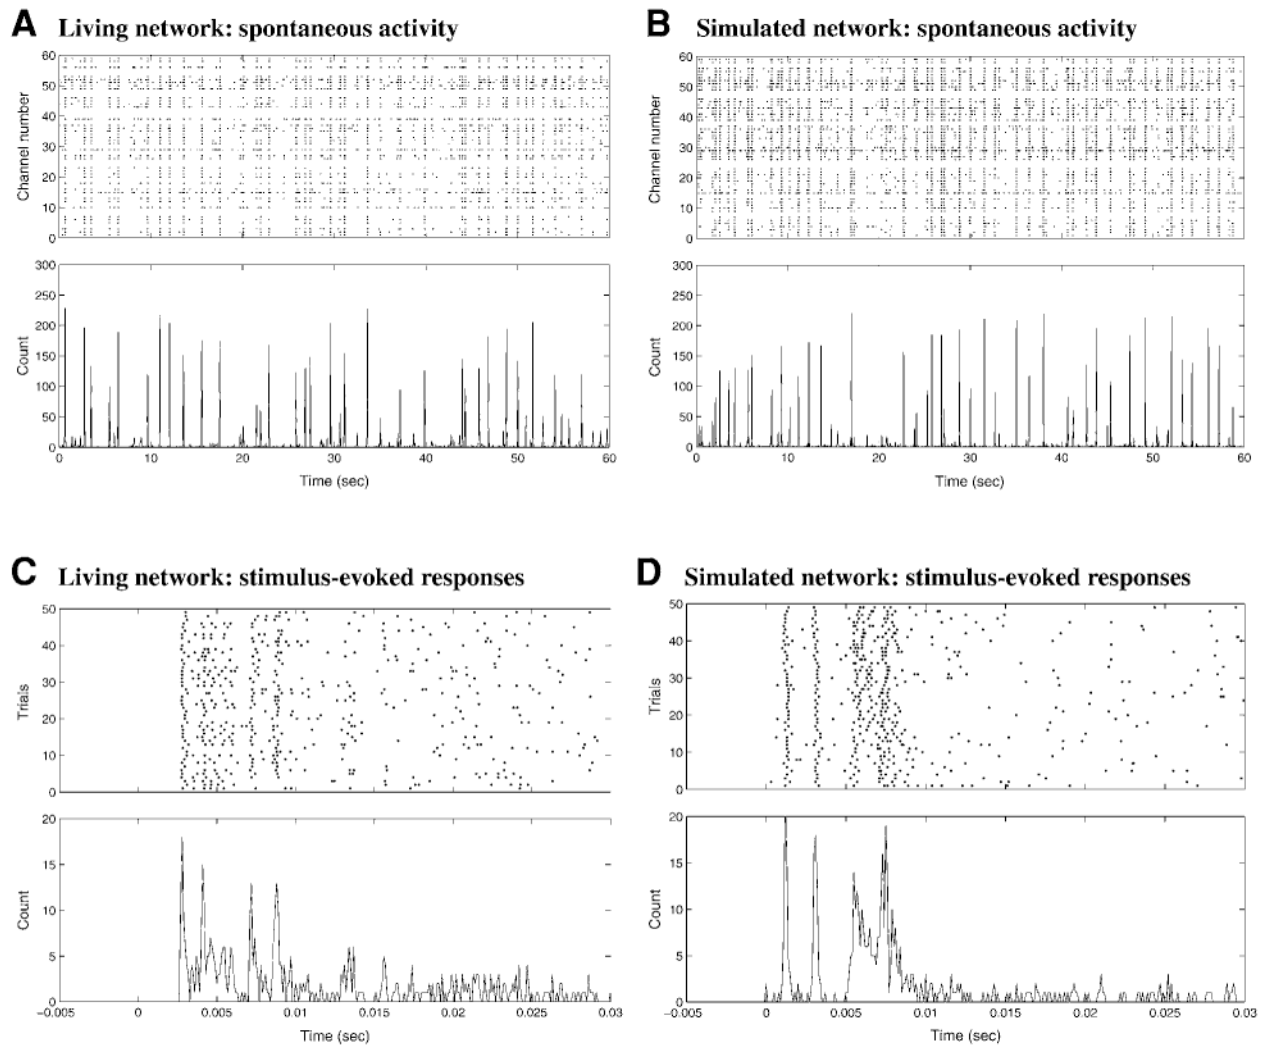 A Living network: spontaneous activity
60
50
40
30
20
10
0
Channel number
300
250
200
150
100
50
0
Count
0 10 20 30 40 50 60
Time (sec)
B Simulated network: spontaneous activity
60
50
40
30
20
10
0
Channel number
300
250
200
150
100
50
0
Count
0 10 20 30 40 50 60
Time (sec)
C Living network: stimulus-evoked responses
50
40
30
20
10
0
Trials
20
15
10
5
0
Count
−0.005 0 0.005 0.01 0.015 0.02 0.025 0.03
Time (sec)
D Simulated network: stimulus-evoked responses
50
40
30
20
10
0
Trials
20
15
10
5
0
Count
−0.005 0 0.005 0.01 0.015 0.02 0.025 0.03
Time (sec)